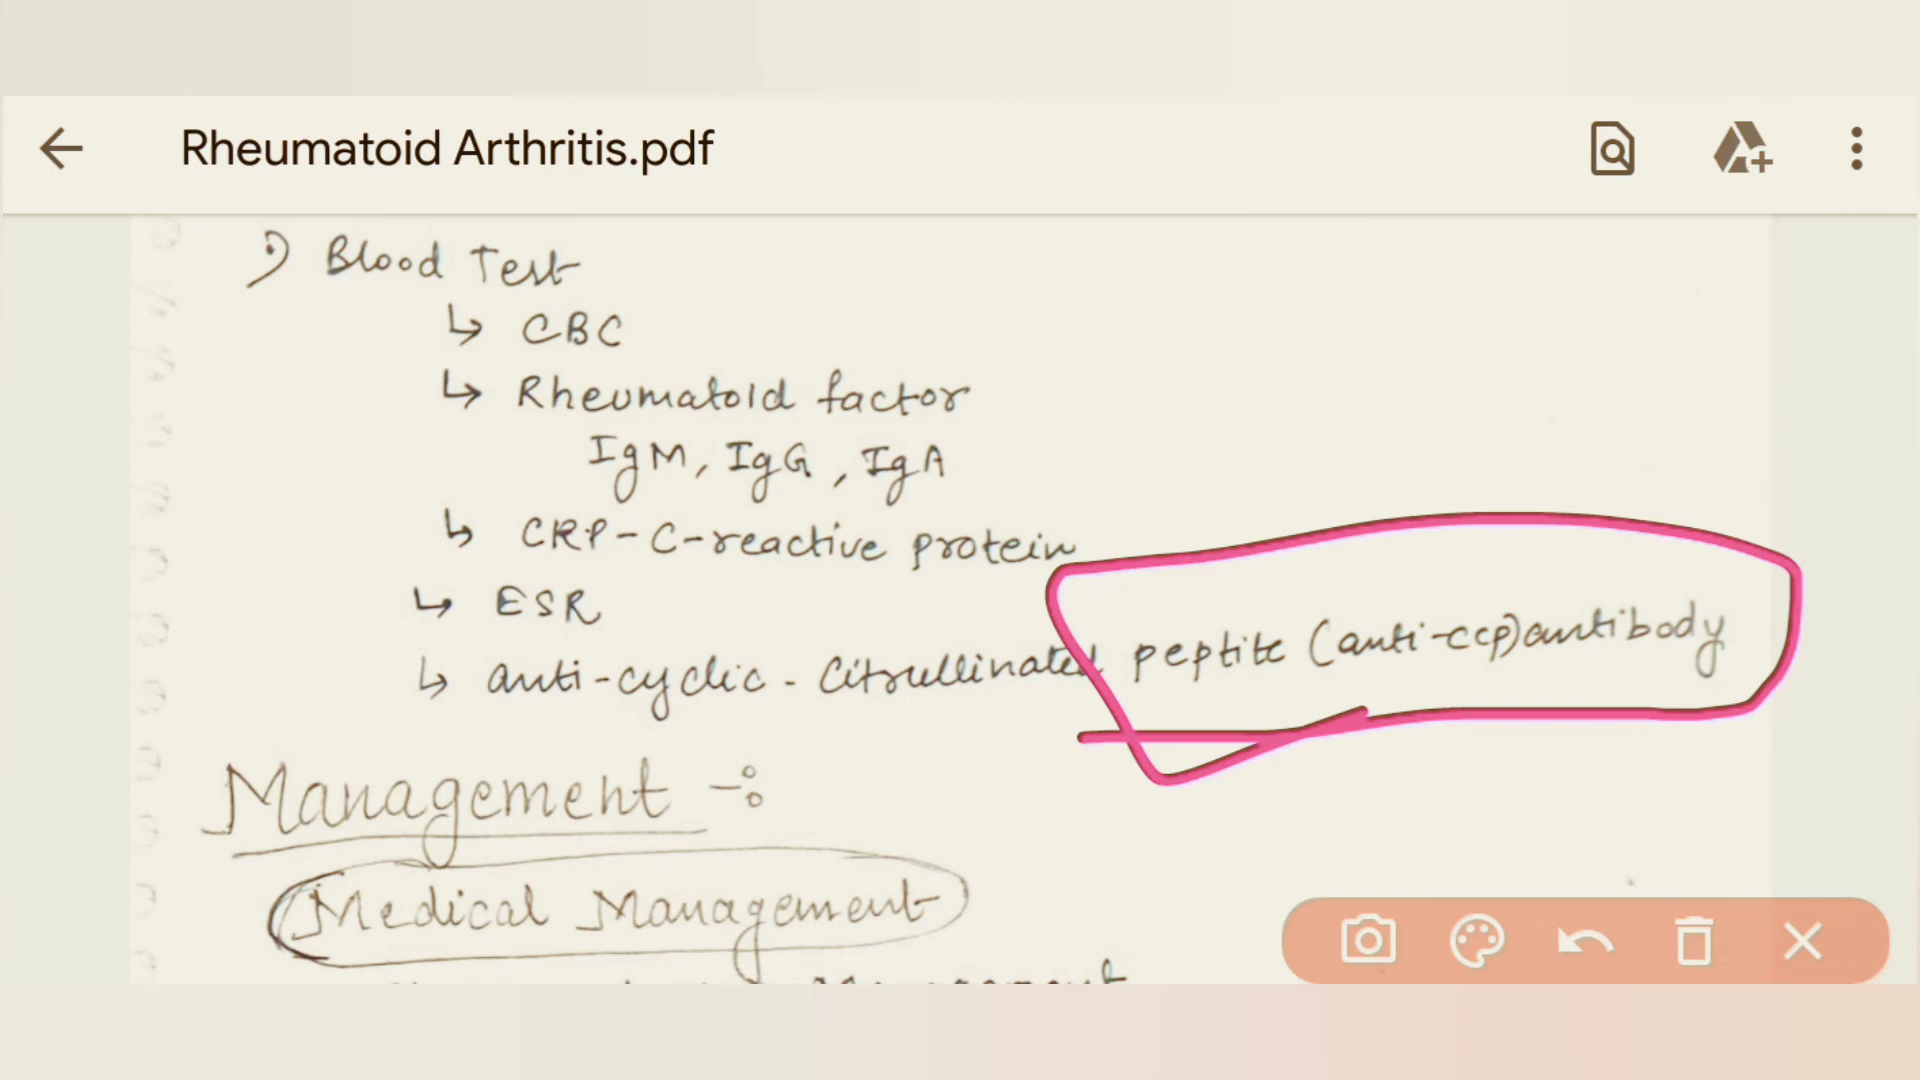 Rheumatoid Arthritis.pdf
Blood Test
↳ CBC
↳ Rheumatoid factor
IgM, IgG, IgA
↳ CRP-C-reactive protein
↳ ESR
↳ anti-cyclic-Citrullinated peptite (anti-ccp) antibody
Management -:
Medical Management